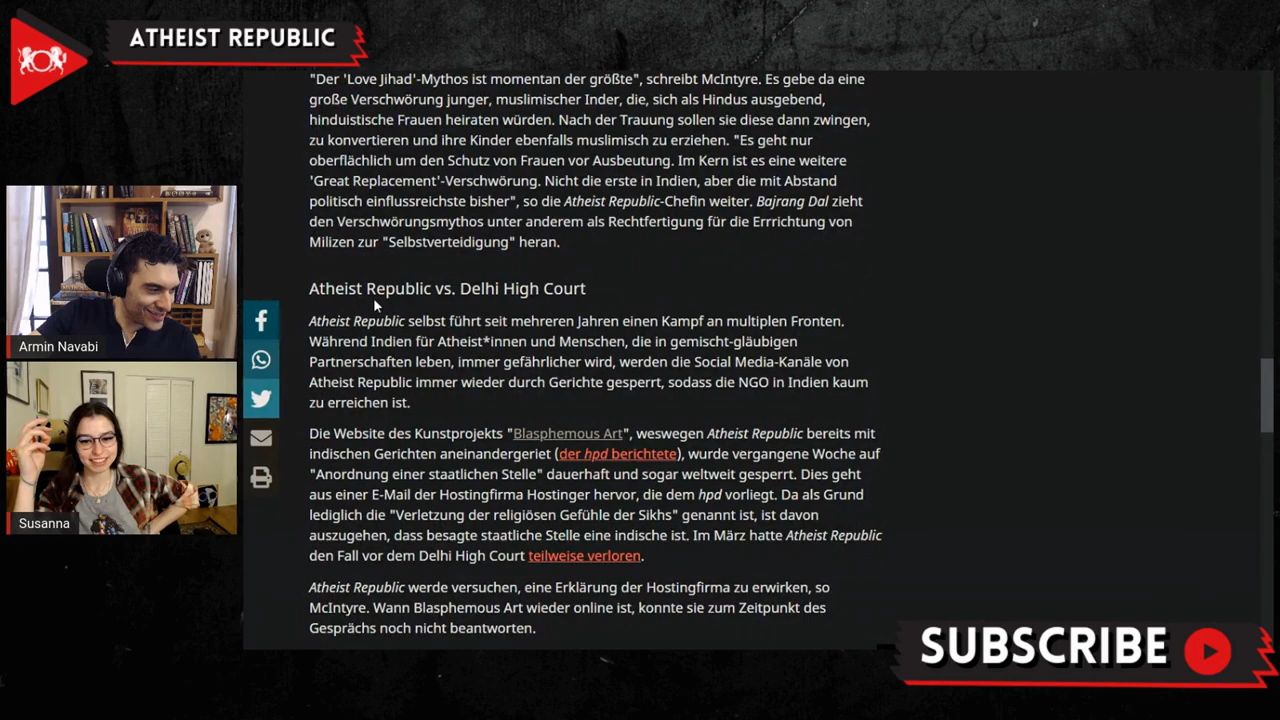 ATHEIST REPUBLIC
"Der 'Love Jihad'-Mythos ist momentan der größte", schreibt McIntyre. Es gebe da eine
große Verschwörung junger, muslimischer Inder, die, sich als Hindus ausgebend,
hinduistische Frauen heiraten würden. Nach der Trauung sollen sie diese dann zwingen,
zu konvertieren und ihre Kinder ebenfalls muslimisch zu erziehen. "Es geht nur
oberflächlich um den Schutz von Frauen vor Ausbeutung. Im Kern ist es eine weitere
'Great Replacement'-Verschwörung. Nicht die erste in Indien, aber die mit Abstand
politisch einflussreichste bisher", so die Atheist Republic-Chefin weiter. Bajrang Dal zieht
den Verschwörungsmythos unter anderem als Rechtfertigung für die Errrichtung von
Milizen zur "Selbstverteidigung" heran.
Atheist Republic vs. Delhi High Court
Atheist Republic selbst führt seit mehreren Jahren einen Kampf an multiplen Fronten.
Während Indien für Atheist*innen und Menschen, die in gemischt-gläubigen
Partnerschaften leben, immer gefährlicher wird, werden die Social Media-Kanäle von
Atheist Republic immer wieder durch Gerichte gesperrt, sodass die NGO in Indien kaum
zu erreichen ist.
Die Website des Kunstprojekts "Blasphemous Art", weswegen Atheist Republic bereits mit
indischen Gerichten aneinandergeriet (der hpd berichtete), wurde vergangene Woche auf
"Anordnung einer staatlichen Stelle" dauerhaft und sogar weltweit gesperrt. Dies geht
aus einer E-Mail der Hostingfirma Hostinger hervor, die dem hpd vorliegt. Da als Grund
lediglich die "Verletzung der religiösen Gefühle der Sikhs" genannt ist, ist davon
auszugehen, dass besagte staatliche Stelle eine indische ist. Im März hatte Atheist Republic
den Fall vor dem Delhi High Court teilweise verloren.
Atheist Republic werde versuchen, eine Erklärung der Hostingfirma zu erwirken, so
McIntyre. Wann Blasphemous Art wieder online ist, konnte sie zum Zeitpunkt des
Gesprächs noch nicht beantworten.
Armin Navabi
Susanna
SUBSCRIBE